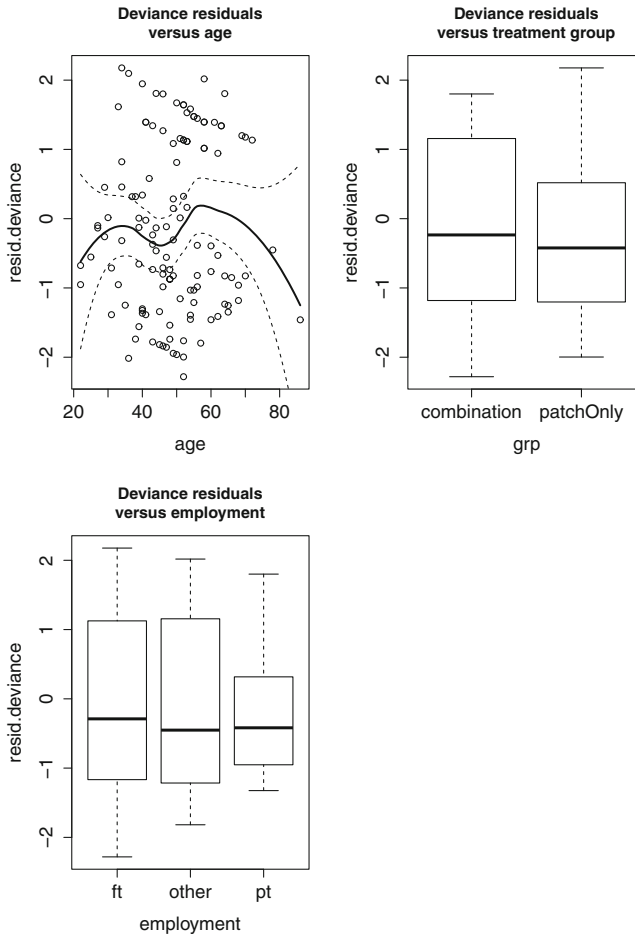 Deviance residuals
versus age
resid.deviance
2
1
0
−1
−2
20 40 60 80
age
Deviance residuals
versus treatment group
resid.deviance
2
1
0
−1
−2
combination patchOnly
grp
Deviance residuals
versus employment
resid.deviance
2
1
0
−1
−2
ft other pt
employment